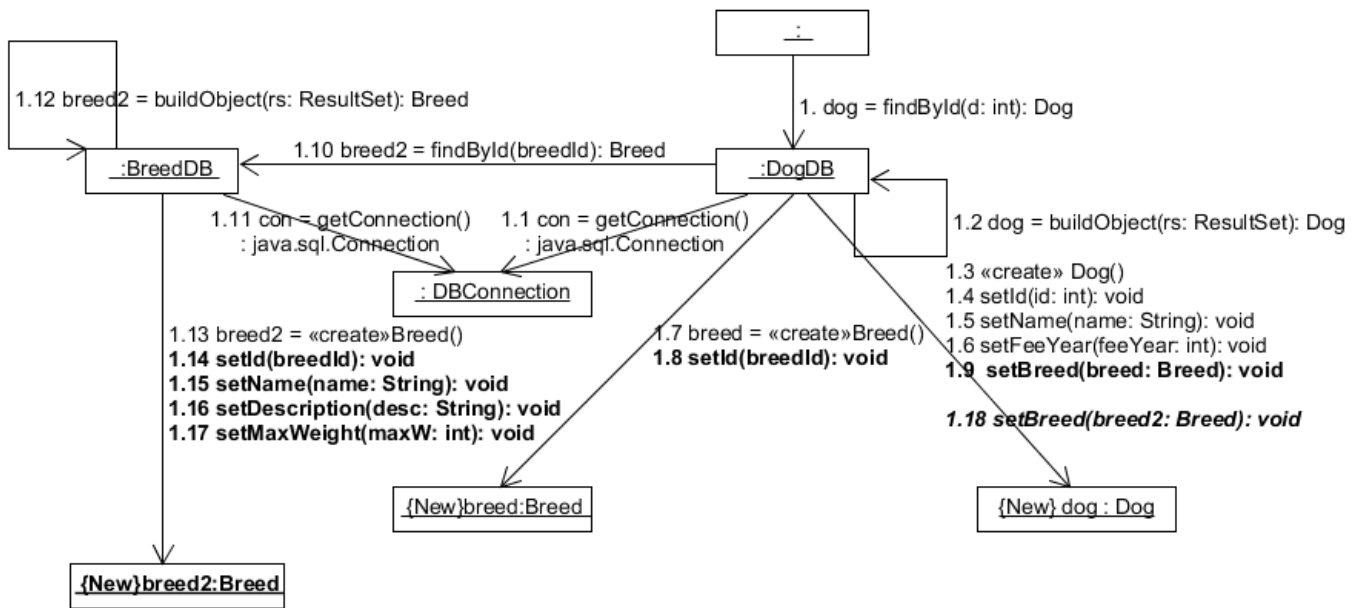 :
1.12 breed2 = buildObject(rs: ResultSet): Breed
1. dog = findById(d: int): Dog
1.10 breed2 = findById(breedId): Breed
:BreedDB
:DogDB
1.11 con = getConnection()
: java.sql.Connection
1.1 con = getConnection()
: java.sql.Connection
1.2 dog = buildObject(rs: ResultSet): Dog
: DBConnection
1.3 «create» Dog()
1.4 setId(id: int): void
1.5 setName(name: String): void
1.6 setFeeYear(feeYear: int): void
1.9 setBreed(breed: Breed): void
1.18 setBreed(breed2: Breed): void
1.13 breed2 = «create»Breed()
1.14 setId(breedId): void
1.15 setName(name: String): void
1.16 setDescription(desc: String): void
1.17 setMaxWeight(maxW: int): void
1.7 breed = «create»Breed()
1.8 setId(breedId): void
{New}breed:Breed
{New} dog : Dog
{New}breed2:Breed